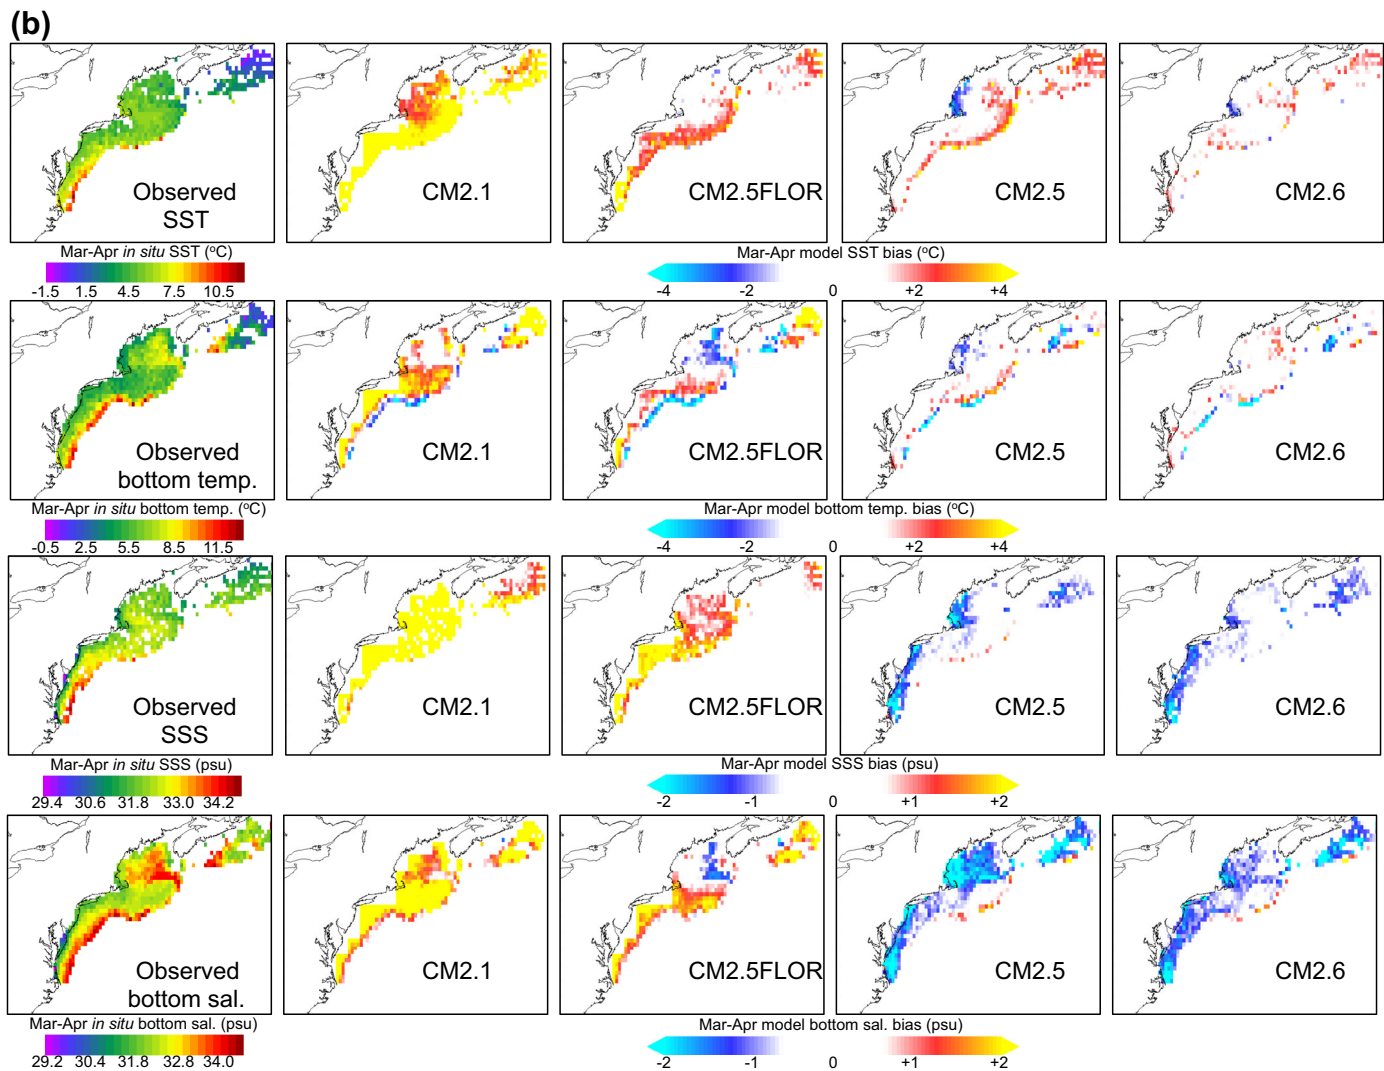 (b)
Observed
SST
CM2.1
CM2.5FLOR
CM2.5
CM2.6
Mar-Apr in situ SST (°C)
-1.5 1.5 4.5 7.5 10.5
Mar-Apr model SST bias (°C)
-4 -2 0 +2 +4
Observed
bottom temp.
CM2.1
CM2.5FLOR
CM2.5
CM2.6
Mar-Apr in situ bottom temp. (°C)
-0.5 2.5 5.5 8.5 11.5
Mar-Apr model bottom temp. bias (°C)
-4 -2 0 +2 +4
Observed
SSS
CM2.1
CM2.5FLOR
CM2.5
CM2.6
Mar-Apr in situ SSS (psu)
29.4 30.6 31.8 33.0 34.2
Mar-Apr model SSS bias (psu)
-2 -1 0 +1 +2
Observed
bottom sal.
CM2.1
CM2.5FLOR
CM2.5
CM2.6
Mar-Apr in situ bottom sal. (psu)
29.2 30.4 31.8 32.8 34.0
Mar-Apr model bottom sal. bias (psu)
-2 -1 0 +1 +2